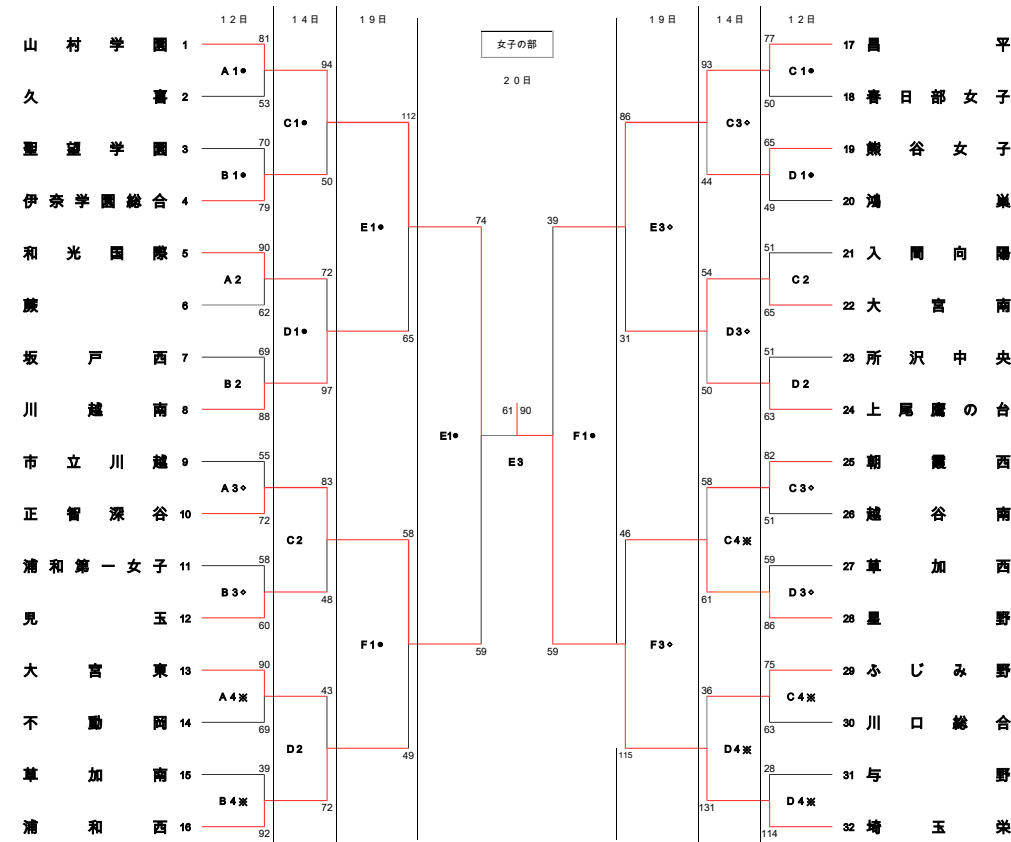 12日 14日 19日 19日 14日 12日
女子の部
20日
山村学園 1 81
A1●
久喜 2 53
94
C1●
聖望学園 3 70
B1●
伊奈学園総合 4 79
50
112
E1●
和光国際 5 90
A2
蕨 6 62
72
D1●
坂戸西 7 69
B2
川越南 8 88
97
65
74
E1●
市立川越 9 55
A3◇
正智深谷 10 72
83
C2
浦和第一女子 11 58
B3◇
児玉 12 60
48
58
F1●
大宮東 13 90
A4※
不動岡 14 69
43
D2
草加南 15 39
B4※
浦和西 16 92
72
49
59
61 90
E3
77 17 昌平
C1●
50 18 春日部女子
93
C3◇
65 19 熊谷女子
D1●
49 20 鴻巣
44
86
E3◇
51 21 入間向陽
C2
65 22 大宮南
54
D3◇
51 23 所沢中央
D2
63 24 上尾鷹の台
50
31
39
F1●
82 25 朝霞西
C3◇
51 26 越谷南
58
C4※
59 27 草加西
D3◇
86 28 星野
61
46
F3◇
75 29 ふじみ野
C4※
63 30 川口総合
36
D4※
28 31 与野
D4※
114 32 埼玉栄
131
115
59